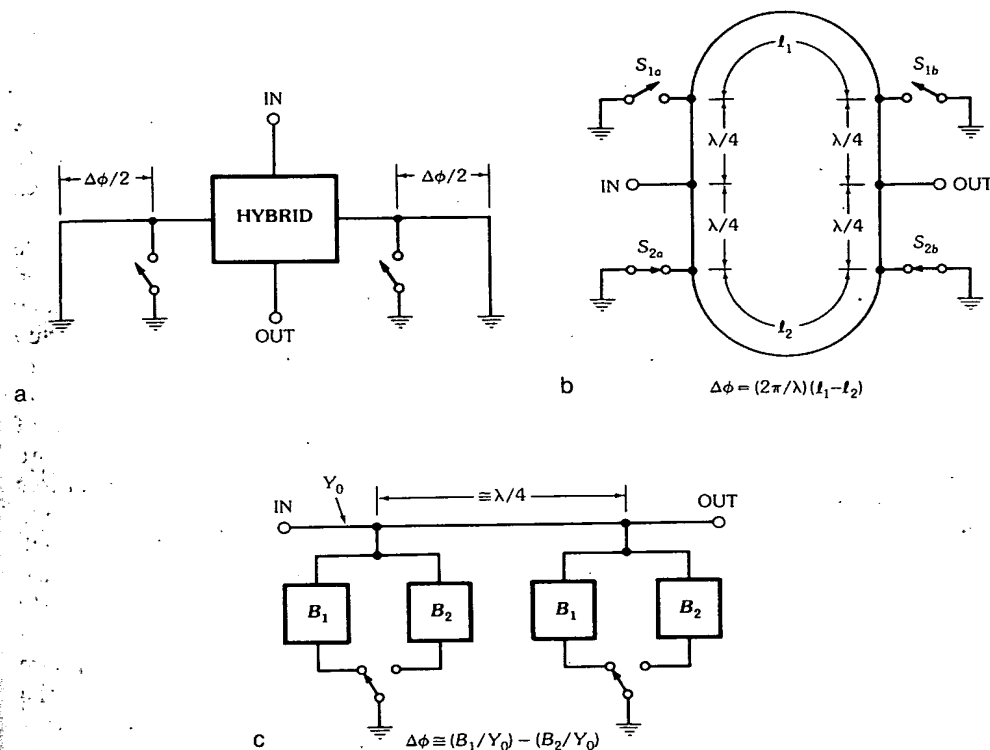 IN
Δφ/2
Δφ/2
HYBRID
OUT
a
ℓ₁
S₁ₐ
S₁b
λ/4
λ/4
IN
OUT
λ/4
λ/4
S₂ₐ
S₂b
ℓ₂
b
Δφ = (2π/λ)(ℓ₁–ℓ₂)
Y₀
IN
≅λ/4
OUT
B₁
B₂
B₁
B₂
c
Δφ ≅ (B₁/Y₀) – (B₂/Y₀)